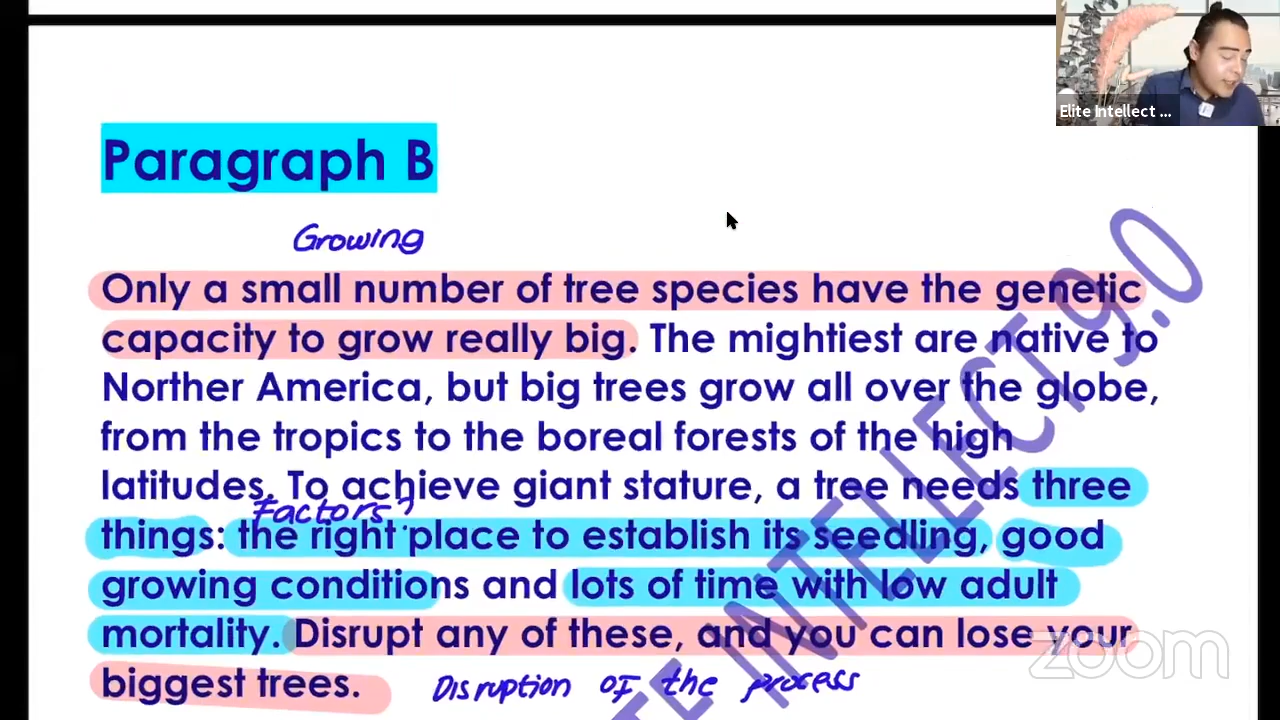 Elite Intellect ...
Paragraph B
Growing
Only a small number of tree species have the genetic
capacity to grow really big. The mightiest are native to
Norther America, but big trees grow all over the globe,
from the tropics to the boreal forests of the high
latitudes. To achieve giant stature, a tree needs three
Factors?
things: the right place to establish its seedling, good
growing conditions and lots of time with low adult
mortality. Disrupt any of these, and you can lose your
biggest trees.
Disruption of the process
TE INTELLECT 9.0
zoom